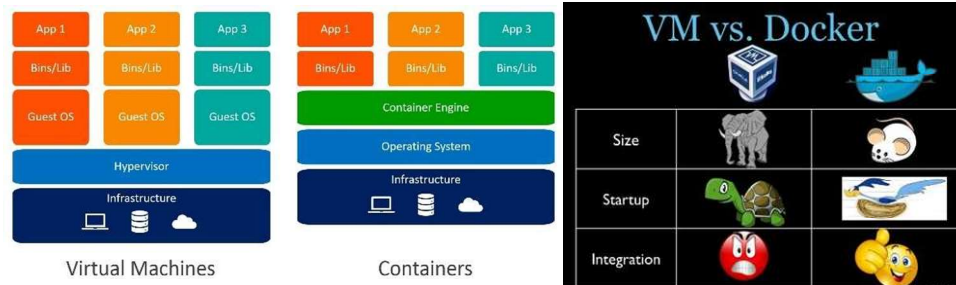 App 1
App 2
App 3
Bins/Lib
Bins/Lib
Bins/Lib
Guest OS
Guest OS
Guest OS
Hypervisor
Infrastructure
Virtual Machines
App 1
App 2
App 3
Bins/Lib
Bins/Lib
Bins/Lib
Container Engine
Operating System
Infrastructure
Containers
VM vs. Docker
Size
Startup
Integration